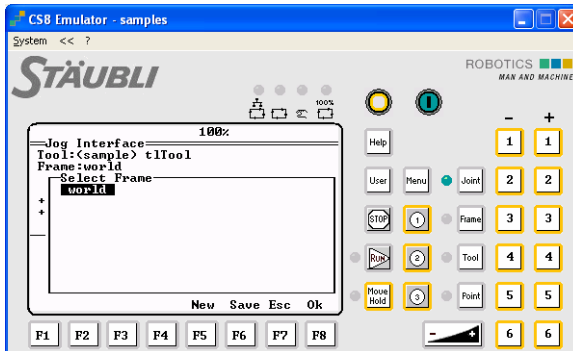 CS8 Emulator - samples
System << ?
STÄUBLI
ROBOTICS
MAN AND MACHINE
100%
100%
Jog Interface
Tool:(sample) tlTool
Frame:world
Select Frame
world
+
+
New Save Esc Ok
F1 F2 F3 F4 F5 F6 F7 F8
Help
User Menu Joint
STOP 1 Frame
RUN 2 Tool
Move Hold 3 Point
- +
1 1
2 2
3 3
4 4
5 5
6 6
- +